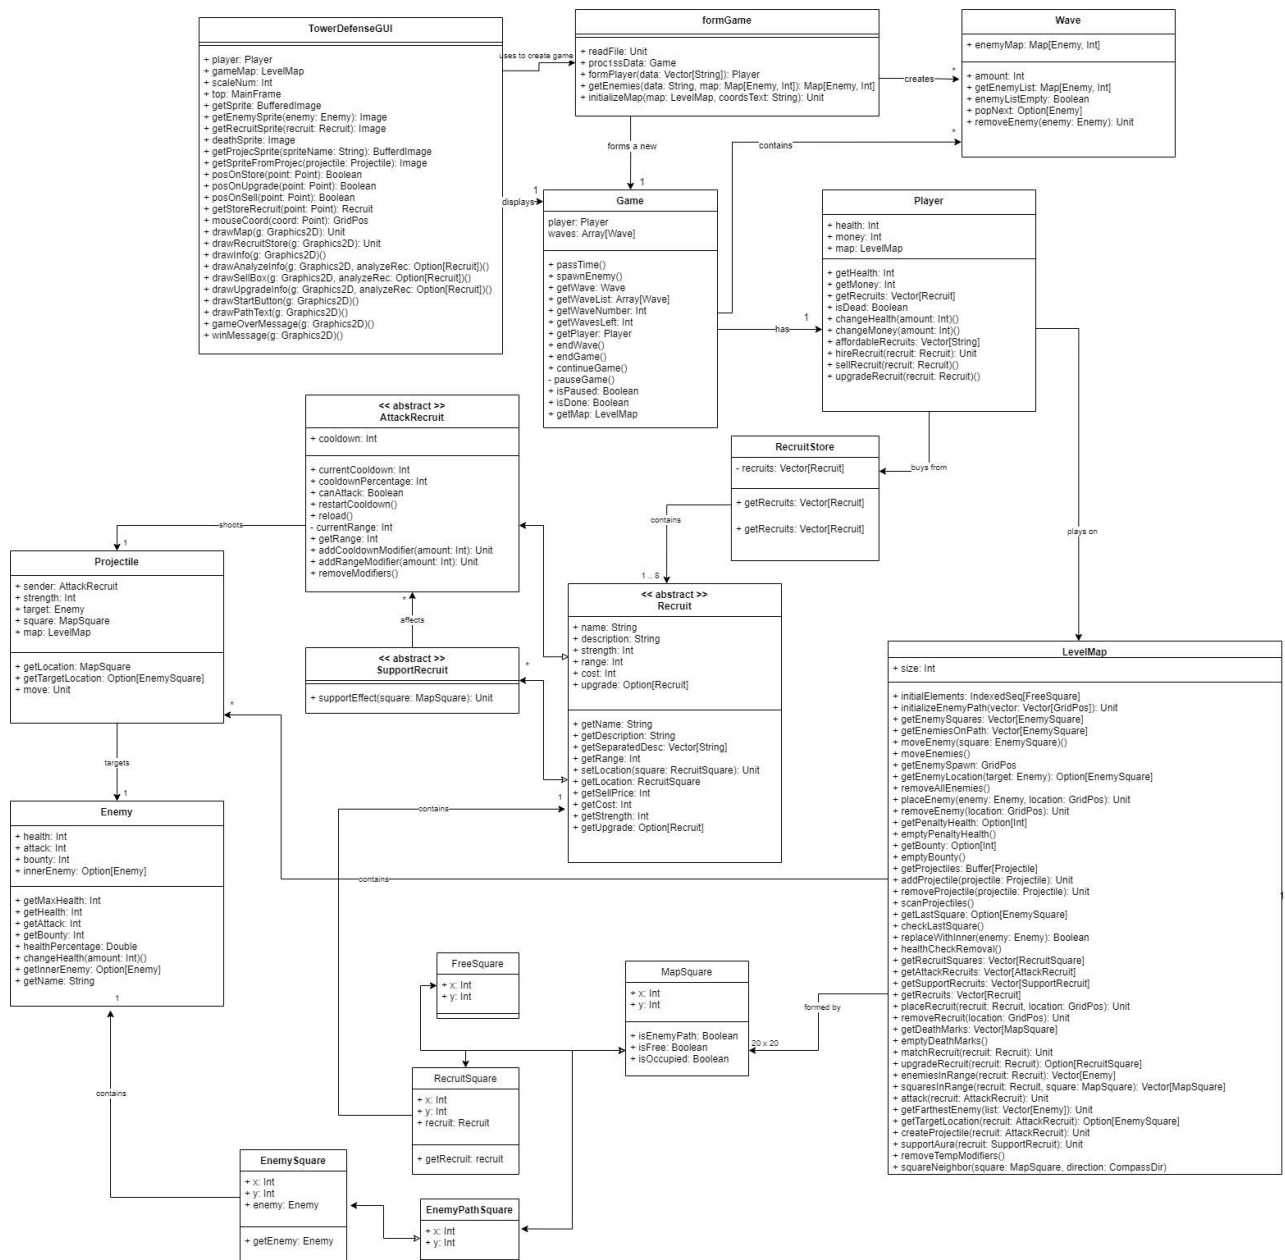 TowerDefenseGUI
+ player: Player
+ gameMap: LevelMap
+ scaleNum: Int
+ top: MainFrame
+ getSprite: BufferedImage
+ getEnemySprite(enemy: Enemy): Image
+ getRecruitSprite(recruit: Recruit): Image
+ deathSprite: Image
+ getProjecSprite(spriteName: String): BufferdImage
+ getSpriteFromProjec(projectile: Projectile): Image
+ posOnStore(point: Point): Boolean
+ posOnUpgrade(point: Point): Boolean
+ posOnSell(point: Point): Boolean
+ getStoreRecruit(point: Point): Recruit
+ mouseCoord(coord: Point): GridPos
+ drawMap(g: Graphics2D): Unit
+ drawRecruitStore(g: Graphics2D): Unit
+ drawInfo(g: Graphics2D)()
+ drawAnalyzeInfo(g: Graphics2D, analyzeRec: Option[Recruit])()
+ drawSellBox(g: Graphics2D, analyzeRec: Option[Recruit])()
+ drawUpgradeInfo(g: Graphics2D, analyzeRec: Option[Recruit])()
+ drawStartButton(g: Graphics2D)()
+ drawPathText(g: Graphics2D)()
+ gameOverMessage(g: Graphics2D)()
+ winMessage(g: Graphics2D)()
uses to create game
formGame
+ readFile: Unit
+ proc1ssData: Game
+ formPlayer(data: Vector[String]): Player
+ getEnemies(data: String, map: Map[Enemy, Int]): Map[Enemy, Int]
+ initializeMap(map: LevelMap, coordsText: String): Unit
creates
*
Wave
+ enemyMap: Map[Enemy, Int]
+ amount: Int
+ getEnemyList: Map[Enemy, Int]
+ enemyListEmpty: Boolean
+ popNext: Option[Enemy]
+ removeEnemy(enemy: Enemy): Unit
forms a new
1
contains
*
displays
1
Game
player: Player
waves: Array[Wave]
+ passTime()
+ spawnEnemy()
+ getWave: Wave
+ getWaveList: Array[Wave]
+ getWaveNumber: Int
+ getWavesLeft: Int
+ getPlayer: Player
+ endWave()
+ endGame()
+ continueGame()
- pauseGame()
+ isPaused: Boolean
+ isDone: Boolean
+ getMap: LevelMap
has
1
Player
+ health: Int
+ money: Int
+ map: LevelMap
+ getHealth: Int
+ getMoney: Int
+ getRecruits: Vector[Recruit]
+ isDead: Boolean
+ changeHealth(amount: Int)()
+ changeMoney(amount: Int)()
+ affordableRecruits: Vector[String]
+ hireRecruit(recruit: Recruit): Unit
+ sellRecruit(recruit: Recruit)()
+ upgradeRecruit(recruit: Recruit)()
buys from
plays on
<< abstract >>
AttackRecruit
+ cooldown: Int
+ currentCooldown: Int
+ cooldownPercentage: Int
+ canAttack: Boolean
+ restartCooldown()
+ reload()
- currentRange: Int
+ getRange: Int
+ addCooldownModifier(amount: Int): Unit
+ addRangeModifier(amount: Int): Unit
+ removeModifiers()
shoots
1
RecruitStore
- recruits: Vector[Recruit]
+ getRecruits: Vector[Recruit]
+ getRecruits: Vector[Recruit]
contains
1 .. 8
Projectile
+ sender: AttackRecruit
+ strength: Int
+ target: Enemy
+ square: MapSquare
+ map: LevelMap
+ getLocation: MapSquare
+ getTargetLocation: Option[EnemySquare]
+ move: Unit
*
*
affects
<< abstract >>
SupportRecruit
+ supportEffect(square: MapSquare): Unit
*
<< abstract >>
Recruit
+ name: String
+ description: String
+ strength: Int
+ range: Int
+ cost: Int
+ upgrade: Option[Recruit]
+ getName: String
+ getDescription: String
+ getSeparatedDesc: Vector[String]
+ getRange: Int
+ setLocation(square: RecruitSquare): Unit
+ getLocation: RecruitSquare
+ getSellPrice: Int
+ getCost: Int
+ getStrength: Int
+ getUpgrade: Option[Recruit]
contains
1
targets
1
Enemy
+ health: Int
+ attack: Int
+ bounty: Int
+ innerEnemy: Option[Enemy]
+ getMaxHealth: Int
+ getHealth: Int
+ getAttack: Int
+ getBounty: Int
+ healthPercentage: Double
+ changeHealth(amount: Int)()
+ getInnerEnemy: Option[Enemy]
+ getName: String
1
contains
contains
LevelMap
+ size: Int
+ initialElements: IndexedSeq[FreeSquare]
+ initializeEnemyPath(vector: Vector[GridPos]): Unit
+ getEnemySquares: Vector[EnemySquare]
+ getEnemiesOnPath: Vector[EnemySquare]
+ moveEnemy(square: EnemySquare)()
+ moveEnemies()
+ getEnemySpawn: GridPos
+ getEnemyLocation(target: Enemy): Option[EnemySquare]
+ removeAllEnemies()
+ placeEnemy(enemy: Enemy, location: GridPos): Unit
+ removeEnemy(location: GridPos): Unit
+ getPenaltyHealth: Option[Int]
+ emptyPenaltyHealth()
+ getBounty: Option[Int]
+ emptyBounty()
+ getProjectiles: Buffer[Projectile]
+ addProjectile(projectile: Projectile): Unit
+ removeProjectile(projectile: Projectile): Unit
+ scanProjectiles()
+ getLastSquare: Option[EnemySquare]
+ checkLastSquare()
+ replaceWithInner(enemy: Enemy): Boolean
+ healthCheckRemoval()
+ getRecruitSquares: Vector[RecruitSquare]
+ getAttackRecruits: Vector[AttackRecruit]
+ getSupportRecruits: Vector[SupportRecruit]
+ getRecruits: Vector[Recruit]
+ placeRecruit(recruit: Recruit, location: GridPos): Unit
+ removeRecruit(location: GridPos): Unit
+ getDeathMarks: Vector[MapSquare]
+ emptyDeathMarks()
+ matchRecruit(recruit: Recruit): Unit
+ upgradeRecruit(recruit: Recruit): Option[RecruitSquare]
+ enemiesInRange(recruit: Recruit): Vector[Enemy]
+ squaresInRange(recruit: Recruit, square: MapSquare): Vector[MapSquare]
+ attack(recruit: AttackRecruit): Unit
+ getFarthestEnemy(list: Vector[Enemy]): Unit
+ getTargetLocation(recruit: AttackRecruit): Option[EnemySquare]
+ createProjectile(recruit: AttackRecruit): Unit
+ supportAura(recruit: SupportRecruit): Unit
+ removeTempModifiers()
+ squareNeighbor(square: MapSquare, direction: CompassDir)
1
formed by
20 x 20
FreeSquare
+ x: Int
+ y: Int
MapSquare
+ x: Int
+ y: Int
+ isEnemyPath: Boolean
+ isFree: Boolean
+ isOccupied: Boolean
RecruitSquare
+ x: Int
+ y: Int
+ recruit: Recruit
+ getRecruit: recruit
EnemySquare
+ x: Int
+ y: Int
+ enemy: Enemy
+ getEnemy: Enemy
EnemyPathSquare
+ x: Int
+ y: Int